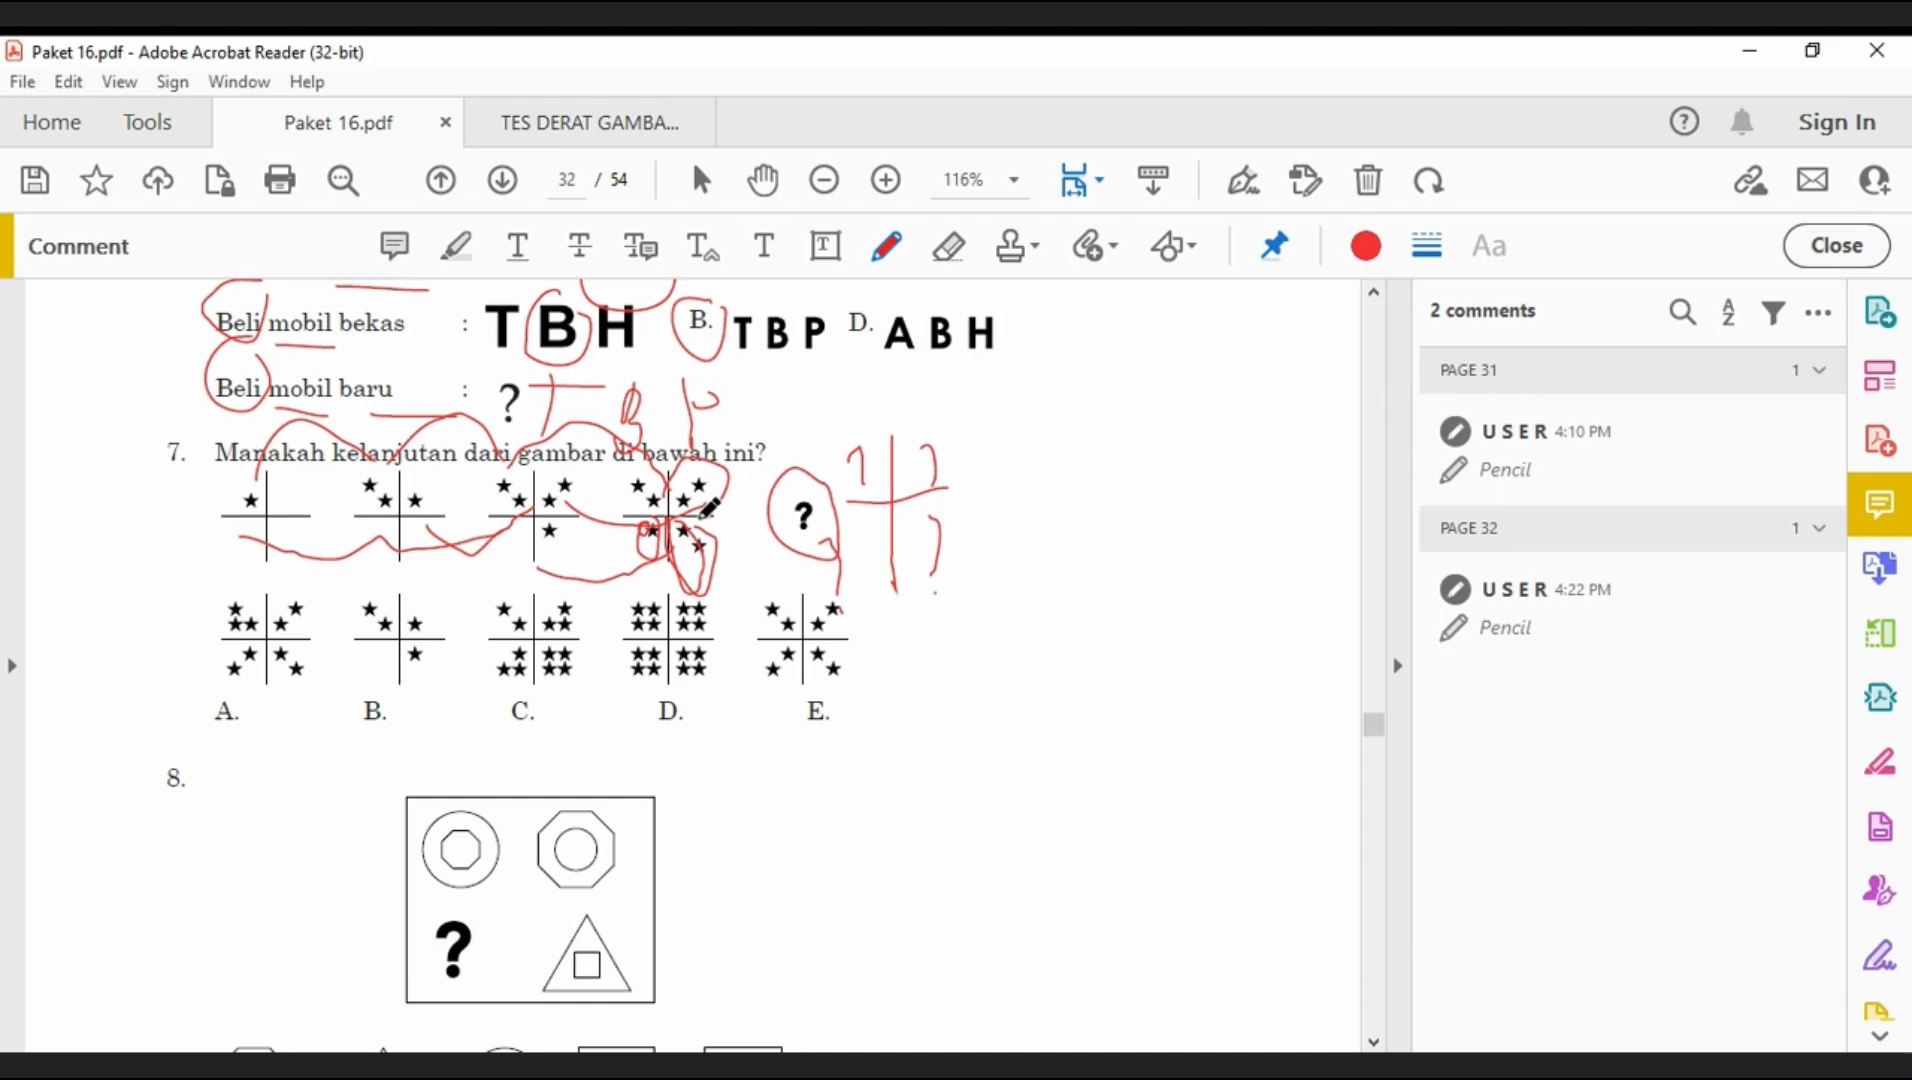 Paket 16.pdf - Adobe Acrobat Reader (32-bit)
File Edit View Sign Window Help
Home Tools Paket 16.pdf × TES DERAT GAMBA... Sign In
32 / 54 116%
Comment Aa Close
Beli mobil bekas : T B H B. T B P D. A B H
Beli mobil baru : ? T B P
7. Manakah kelanjutan dari gambar di bawah ini?
?
A. B. C. D. E.
8.
?
2 comments
PAGE 31 1
U S E R 4:10 PM
Pencil
PAGE 32 1
U S E R 4:22 PM
Pencil